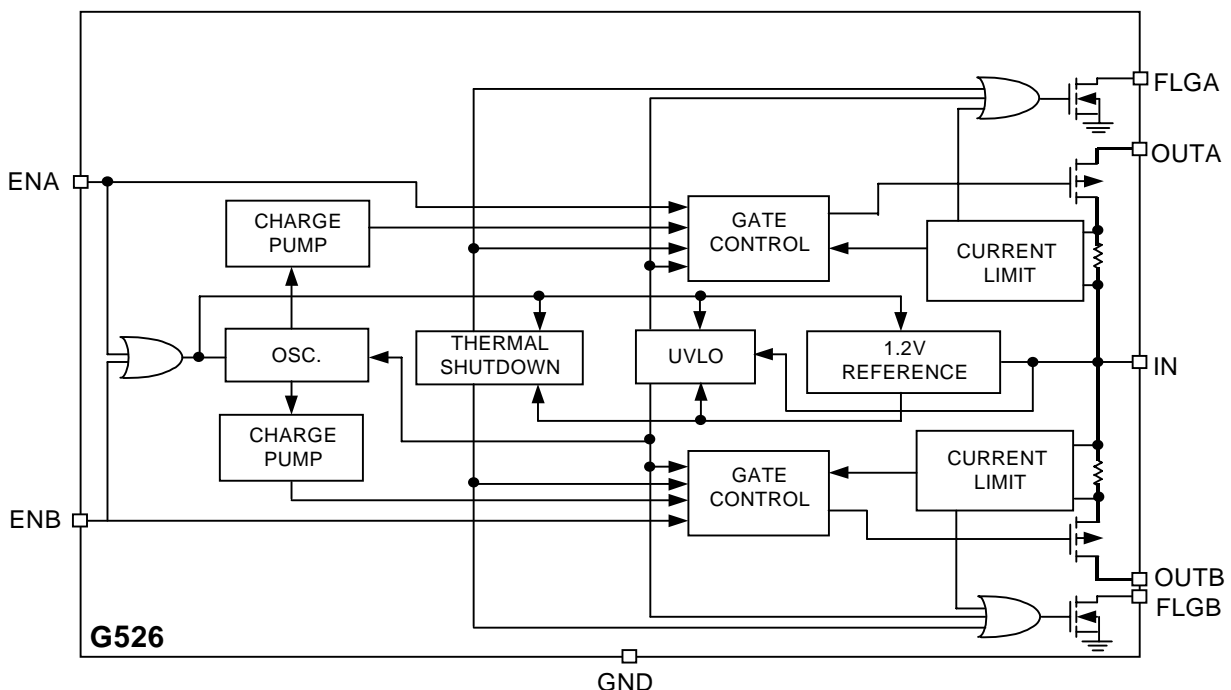 FLGA
OUTA
ENA
CHARGE
PUMP
GATE
CONTROL
CURRENT
LIMIT
OSC.
THERMAL
SHUTDOWN
UVLO
1.2V
REFERENCE
IN
CHARGE
PUMP
GATE
CONTROL
CURRENT
LIMIT
ENB
OUTB
FLGB
G526
GND